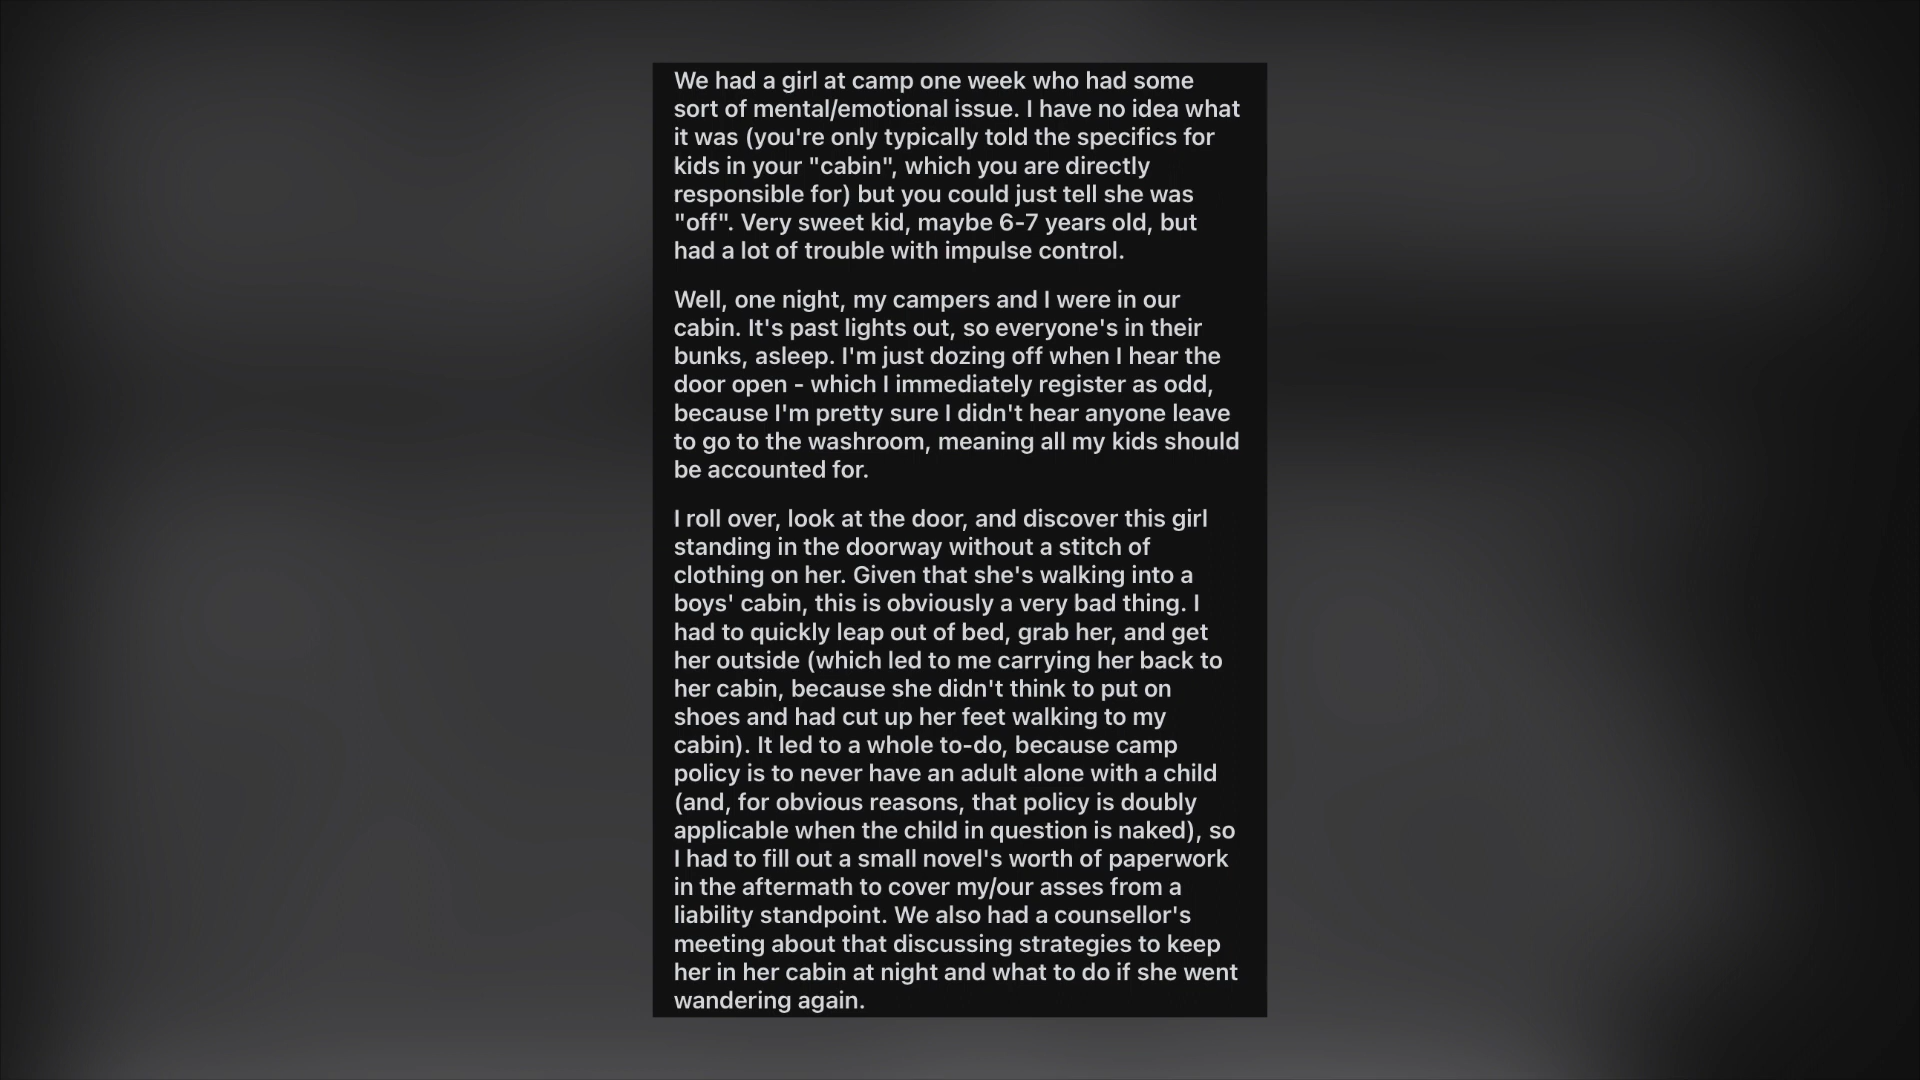 We had a girl at camp one week who had some
sort of mental/emotional issue. I have no idea what
it was (you're only typically told the specifics for
kids in your "cabin", which you are directly
responsible for) but you could just tell she was
"off". Very sweet kid, maybe 6-7 years old, but
had a lot of trouble with impulse control.
Well, one night, my campers and I were in our
cabin. It's past lights out, so everyone's in their
bunks, asleep. I'm just dozing off when I hear the
door open - which I immediately register as odd,
because I'm pretty sure I didn't hear anyone leave
to go to the washroom, meaning all my kids should
be accounted for.
I roll over, look at the door, and discover this girl
standing in the doorway without a stitch of
clothing on her. Given that she's walking into a
boys' cabin, this is obviously a very bad thing. I
had to quickly leap out of bed, grab her, and get
her outside (which led to me carrying her back to
her cabin, because she didn't think to put on
shoes and had cut up her feet walking to my
cabin). It led to a whole to-do, because camp
policy is to never have an adult alone with a child
(and, for obvious reasons, that policy is doubly
applicable when the child in question is naked), so
I had to fill out a small novel's worth of paperwork
in the aftermath to cover my/our asses from a
liability standpoint. We also had a counsellor's
meeting about that discussing strategies to keep
her in her cabin at night and what to do if she went
wandering again.